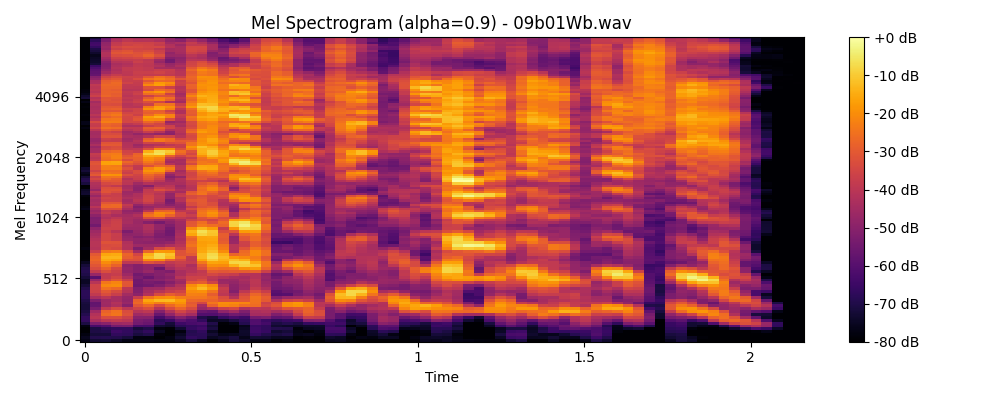 Mel Spectrogram (alpha=0.9) - 09b01Wb.wav
Mel Frequency
4096
2048
1024
512
0
0
0.5
1
1.5
2
Time
+0 dB
-10 dB
-20 dB
-30 dB
-40 dB
-50 dB
-60 dB
-70 dB
-80 dB